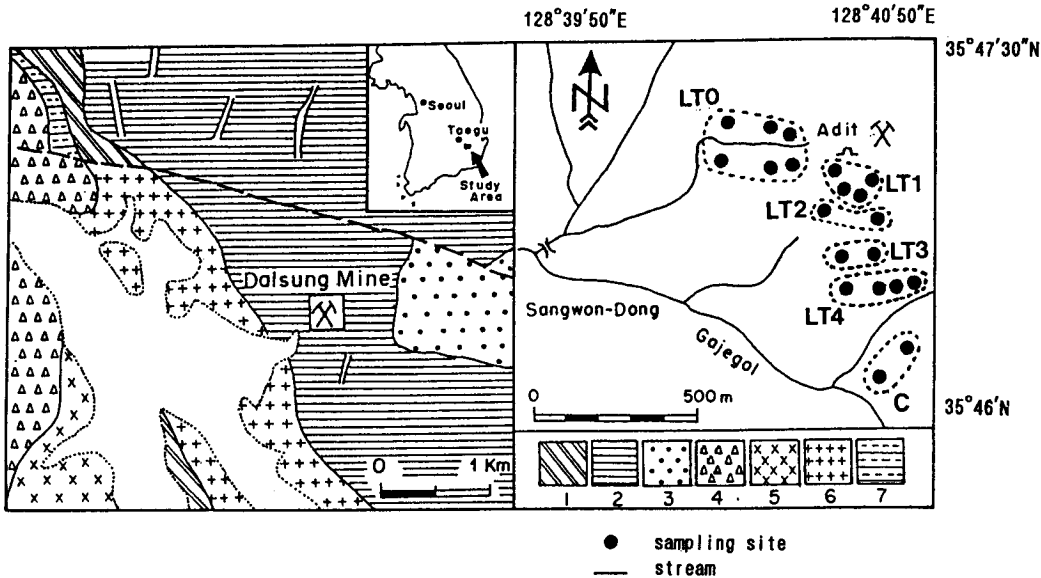 128°39′50″E
128°40′50″E
35°47′30″N
Seoul
Taegu
Study
Area
N
LT0
Adit
LT1
LT2
LT3
LT4
C
Dalsung Mine
Sangwon-Dong
Gajegol
0 500 m
35°46′N
0 1 Km
1 2 3 4 5 6 7
sampling site
stream